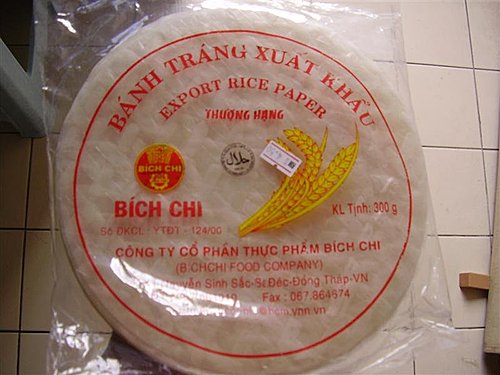 BÁNH TRÁNG XUẤT KHẨU
EXPORT RICE PAPER
THƯỢNG HẠNG
BÍCH CHI
حلال
BÍCH CHI
KL Tịnh: 300 g
Số ĐKCL : YTĐT - 124/00
CÔNG TY CỔ PHẦN THỰC PHẨM BÍCH CHI
(BICHCHI FOOD COMPANY)
Nguyễn Sinh Sắc-Sa Đéc-Đồng Tháp-VN
Fax : 067.864674